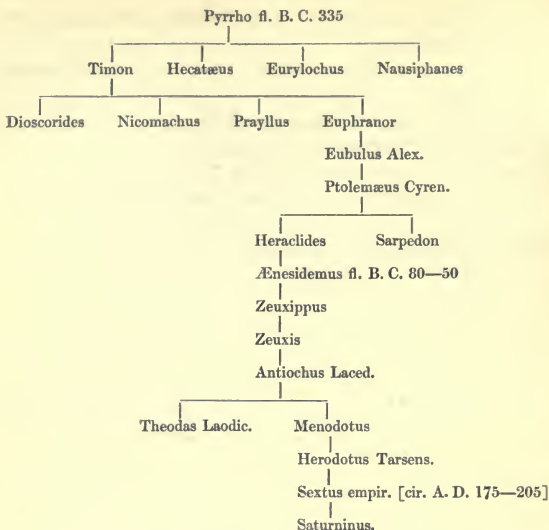 Pyrrho fl. B. C. 335
Timon Hecatæus Eurylochus Nausiphanes
Dioscorides Nicomachus Prayllus Euphranor
Eubulus Alex.
Ptolemæus Cyren.
Heraclides Sarpedon
Ænesidemus fl. B. C. 80—50
Zeuxippus
Zeuxis
Antiochus Laced.
Theodas Laodic. Menodotus
Herodotus Tarsens.
Sextus empir. [cir. A. D. 175—205]
Saturninus.